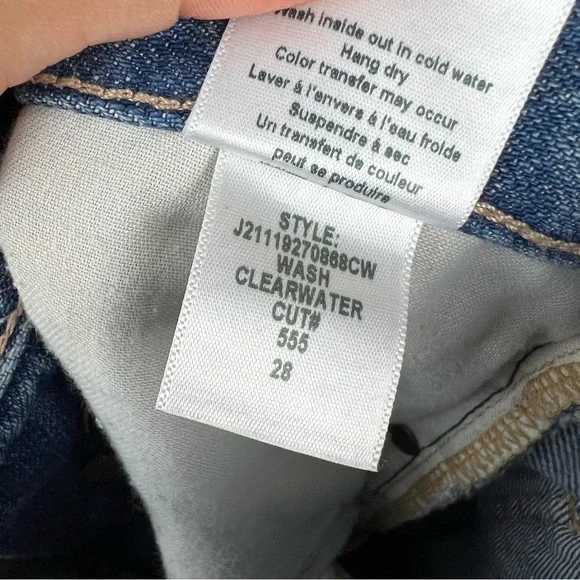 Wash inside out in cold water
Hang dry
Color transfer may occur
Laver à l'envers à l'eau froide
Suspendre à sec
Un transfert de couleur
peut se produire
STYLE:
J21119270868CW
WASH
CLEARWATER
CUT#
555
28